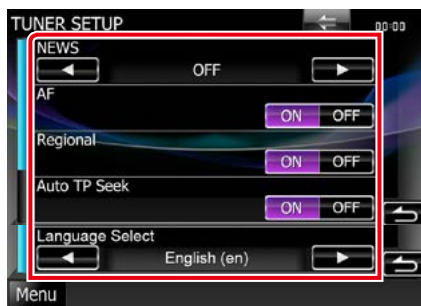 TUNER SETUP 00:00
NEWS
OFF
AF
ON OFF
Regional
ON OFF
Auto TP Seek
ON OFF
Language Select
English (en)
Menu